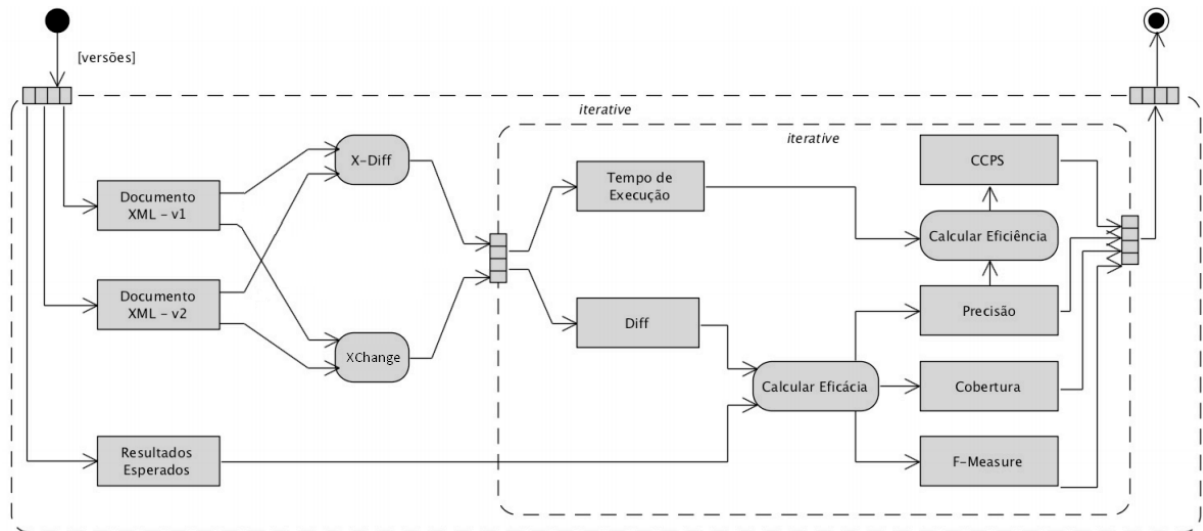 [versões]
iterative
iterative
X-Diff
CCPS
Documento
XML – v1
Tempo de
Execução
Calcular Eficiência
Documento
XML – v2
Diff
Precisão
XChange
Calcular Eficácia
Cobertura
Resultados
Esperados
F-Measure